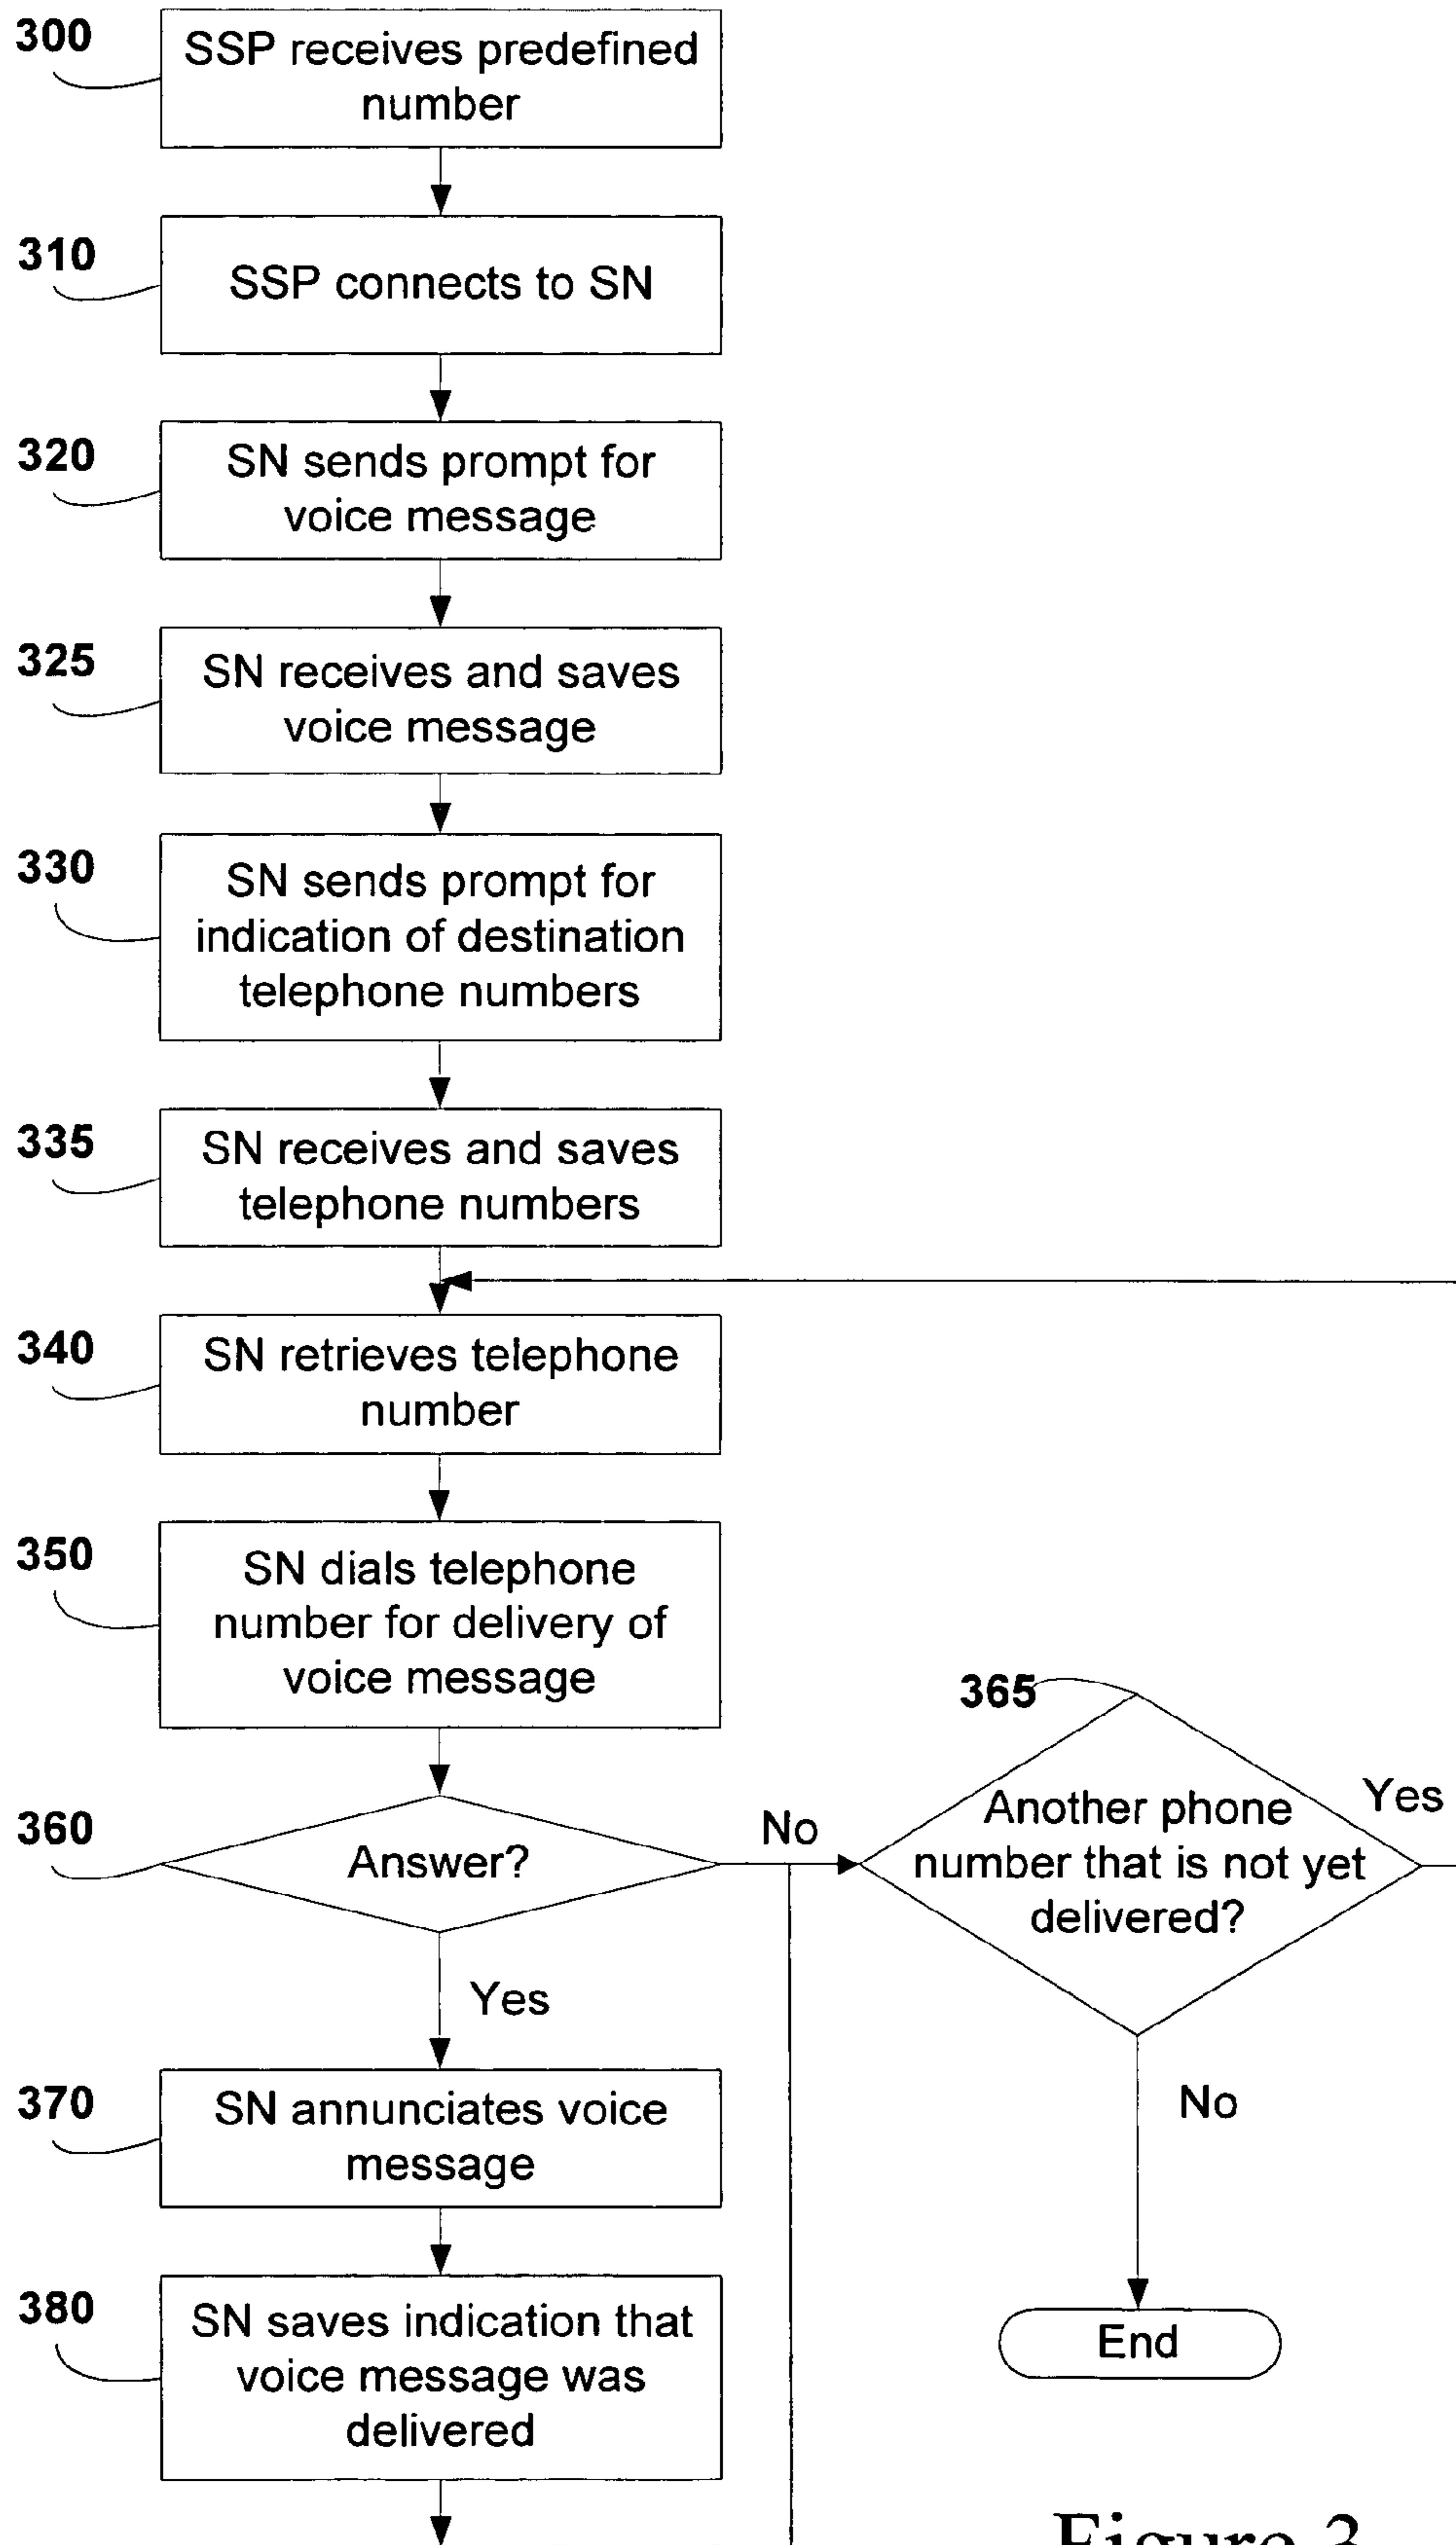 300
SSP receives predefined
number
310
SSP connects to SN
320
SN sends prompt for
voice message
325
SN receives and saves
voice message
330
SN sends prompt for
indication of destination
telephone numbers
335
SN receives and saves
telephone numbers
340
SN retrieves telephone
number
350
SN dials telephone
number for delivery of
voice message
360
Answer?
No
365
Another phone
number that is not yet
delivered?
Yes
Yes
No
370
SN annunciates voice
message
380
SN saves indication that
voice message was
delivered
End
Figure 3